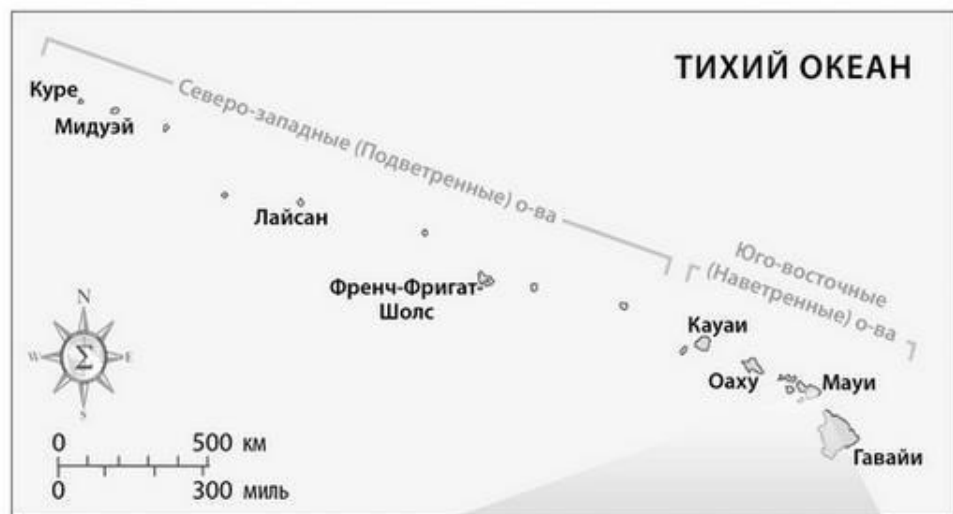 ТИХИЙ ОКЕАН
Северо-западные (Подветренные) о-ва
Куре
Мидуэй
Лайсан
Френч-Фригат-
Шолс
Юго-восточные
(Наветренные) о-ва
Кауаи
Оаху
Мауи
Гавайи
N
W
Σ
E
S
0 500 км
0 300 миль